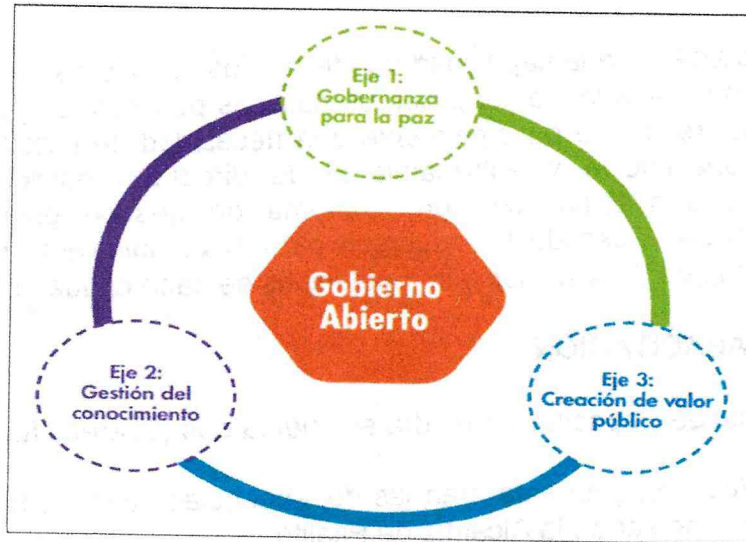 Eje 1:
Gobernanza
para la paz
Gobierno
Abierto
Eje 2:
Gestión del
conocimiento
Eje 3:
Creación de valor
público